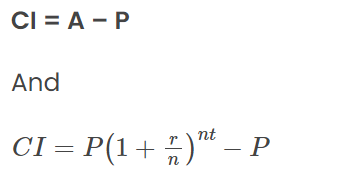 CI = A – P
And
CI = P(1 + r/n)^nt – P